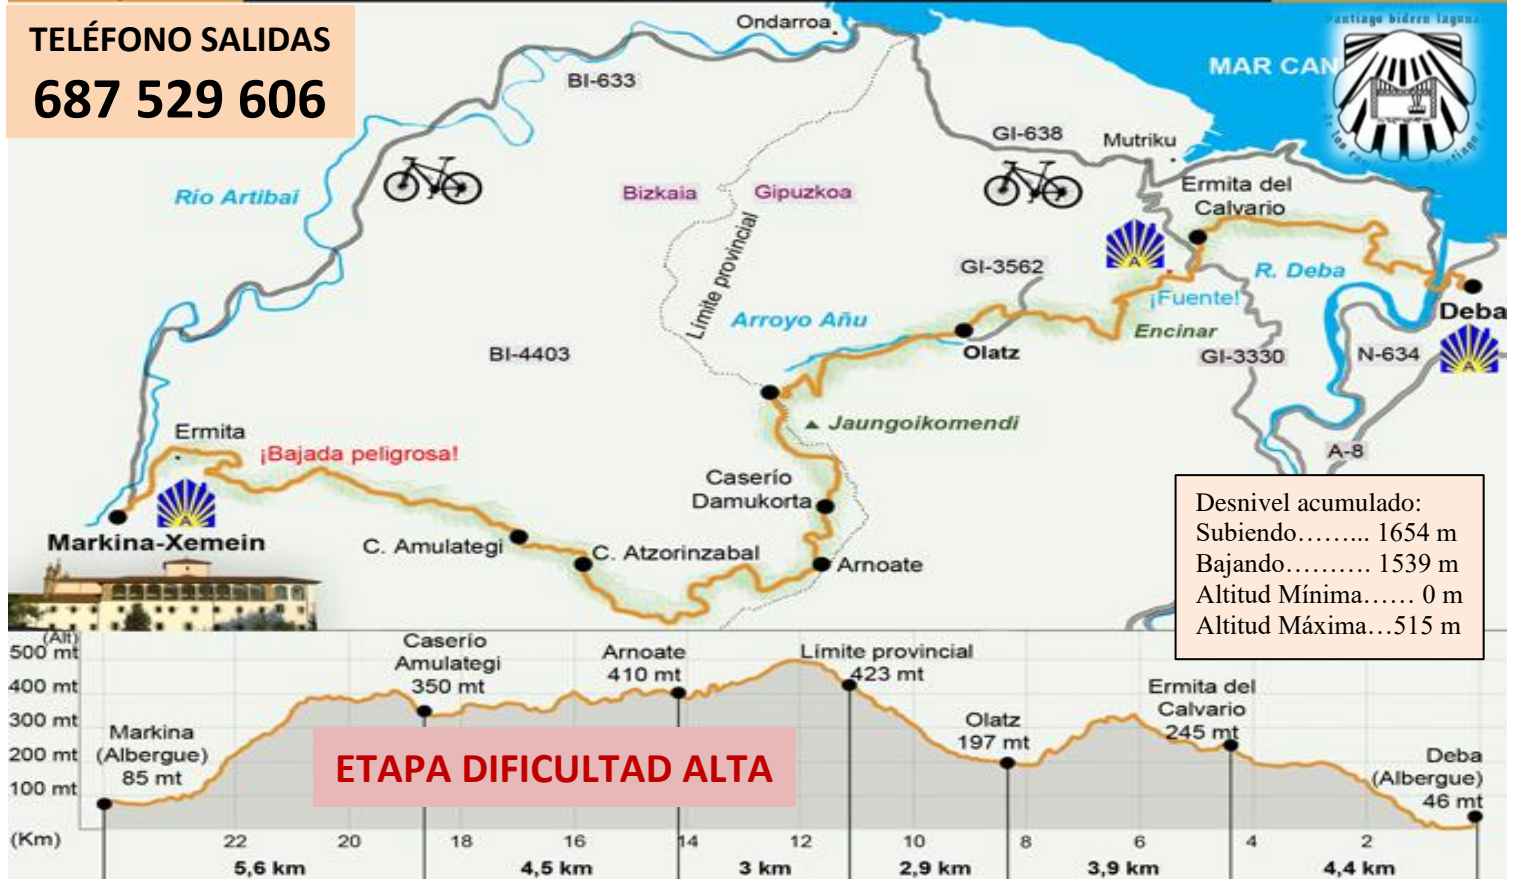 TELÉFONO SALIDAS
687 529 606
Ondarroa
BI-633
MAR CAN
Santiago bideen laguna
GI-638
Mutriku
Río Artibai
Bizkaia
Gipuzkoa
Límite provincial
Ermita del
Calvario
GI-3562
R. Deba
¡Fuente!
Arroyo Añu
Encinar
Deba
Olatz
BI-4403
GI-3330
N-634
A
A
Jaungoikomendi
Ermita
¡Bajada peligrosa!
A-8
Caserío
Damukorta
A
Markina-Xemein
C. Amulategi
C. Atzorinzabal
Arnoate
Desnivel acumulado:
Subiendo……... 1654 m
Bajando………. 1539 m
Altitud Mínima…… 0 m
Altitud Máxima…515 m
(Alt)
500 mt
400 mt
300 mt
200 mt
100 mt
(Km)
Markina
(Albergue)
85 mt
Caserío
Amulategi
350 mt
Arnoate
410 mt
Límite provincial
423 mt
Olatz
197 mt
Ermita del
Calvario
245 mt
Deba
(Albergue)
46 mt
ETAPA DIFICULTAD ALTA
22 20 18 16 14 12 10 8 6 4 2
5,6 km 4,5 km 3 km 2,9 km 3,9 km 4,4 km